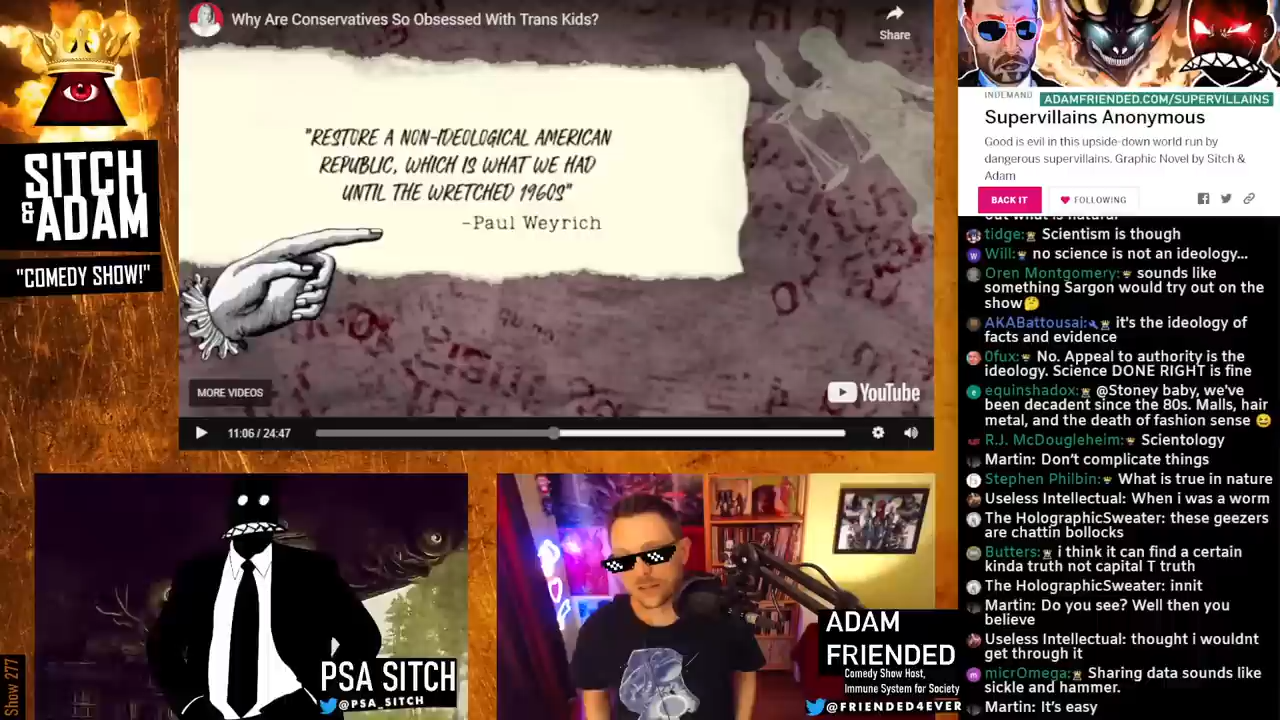 Why Are Conservatives So Obsessed With Trans Kids?
Share
"RESTORE A NON-IDEOLOGICAL AMERICAN
REPUBLIC, WHICH IS WHAT WE HAD
UNTIL THE WRETCHED 1960S"
-Paul Weyrich
MORE VIDEOS
YouTube
11:06 / 24:47
SITCH
& ADAM
"COMEDY SHOW!"
Show 277
PSA SITCH
@PSA_SITCH
ADAM
FRIENDED
Comedy Show Host,
Immune System for Society
@FRIENDED4EVER
INDEMAND
ADAMFRIENDED.COM/SUPERVILLAINS
Supervillains Anonymous
Good is evil in this upside-down world run by
dangerous supervillains. Graphic Novel by Sitch &
Adam
BACK IT
FOLLOWING
out what is natural
tidge: Scientism is though
Will: no science is not an ideology...
Oren Montgomery: sounds like
something Sargon would try out on the
show🤔
AKABattousai: it's the ideology of
facts and evidence
0fux: No. Appeal to authority is the
ideology. Science DONE RIGHT is fine
equinshadox: @Stoney baby, we've
been decadent since the 80s. Malls, hair
metal, and the death of fashion sense 😆
R.J. McDougleheim: Scientology
Martin: Don't complicate things
Stephen Philbin: What is true in nature
Useless Intellectual: When i was a worm
The HolographicSweater: these geezers
are chattin bollocks
Butters: i think it can find a certain
kinda truth not capital T truth
The HolographicSweater: innit
Martin: Do you see? Well then you
believe
Useless Intellectual: thought i wouldnt
get through it
micrOmega: Sharing data sounds like
sickle and hammer.
Martin: It's easy